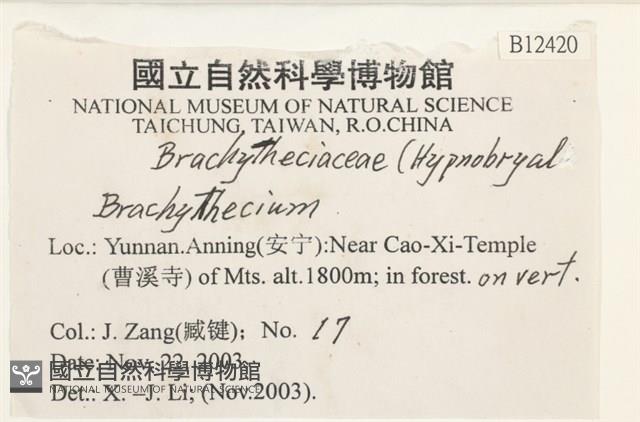 B12420
國立自然科學博物館
NATIONAL MUSEUM OF NATURAL SCIENCE
TAICHUNG, TAIWAN, R.O.CHINA
Brachytheciaceae (Hypnobryal
Brachythecium
Loc.: Yunnan.Anning(安宁):Near Cao-Xi-Temple
(曹溪寺) of Mts. alt.1800m; in forest. on vert.
Col.: J. Zang(臧键); No. 17
Date: Nov. 22, 2003
國立自然科學博物館
NATIONAL MUSEUM OF NATURAL SCIENCE
Det.: X. –J. Li; (Nov.2003).